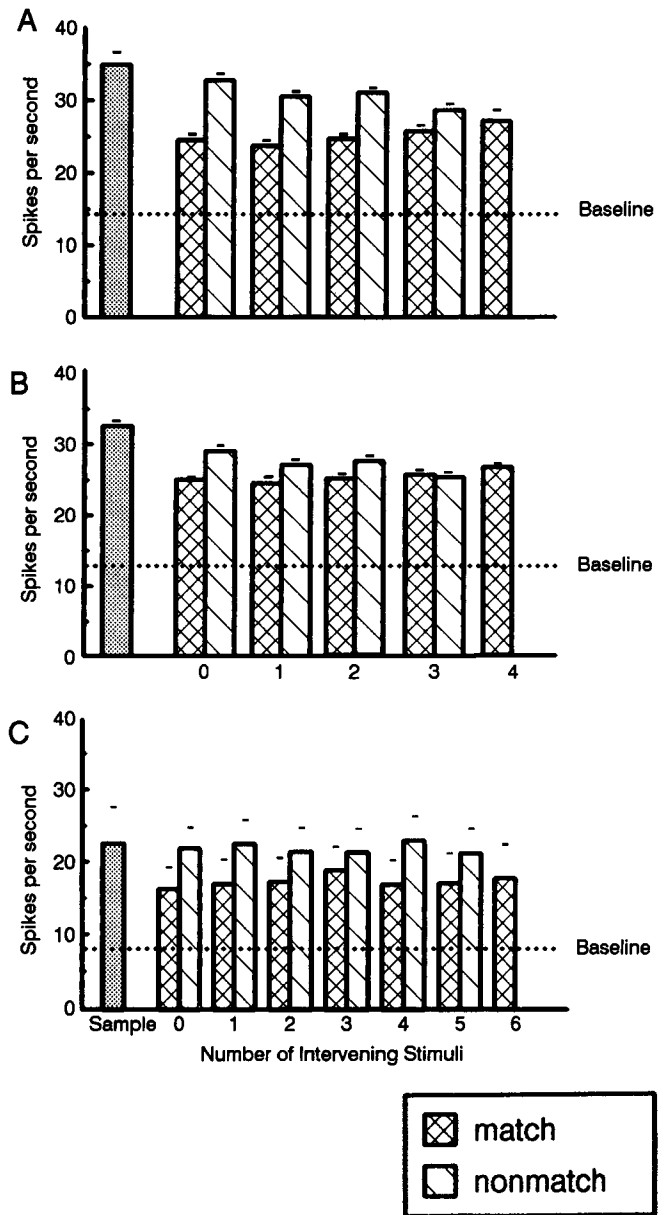 A
40
30
20
10
0
Spikes per second
Baseline
B
40
30
20
10
0
Spikes per second
Baseline
0 1 2 3 4
C
40
30
20
10
0
Spikes per second
Baseline
Sample 0 1 2 3 4 5 6
Number of Intervening Stimuli
match
nonmatch